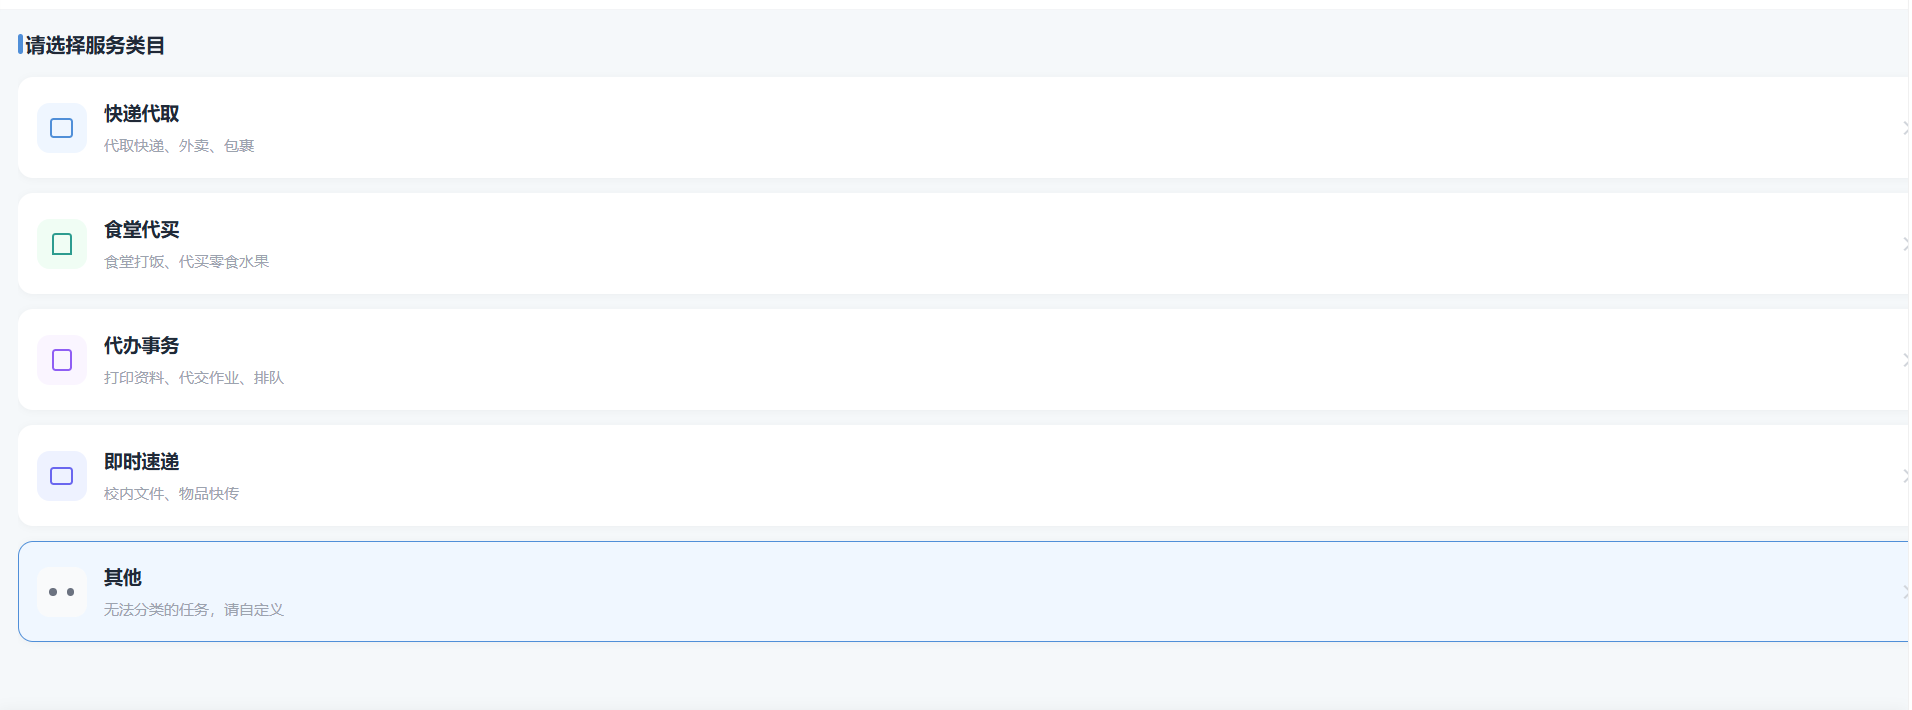 请选择服务类目
快递代取
代取快递、外卖、包裹
食堂代买
食堂打饭、代买零食水果
代办事务
打印资料、代交作业、排队
即时速递
校内文件、物品快传
其他
无法分类的任务，请自定义